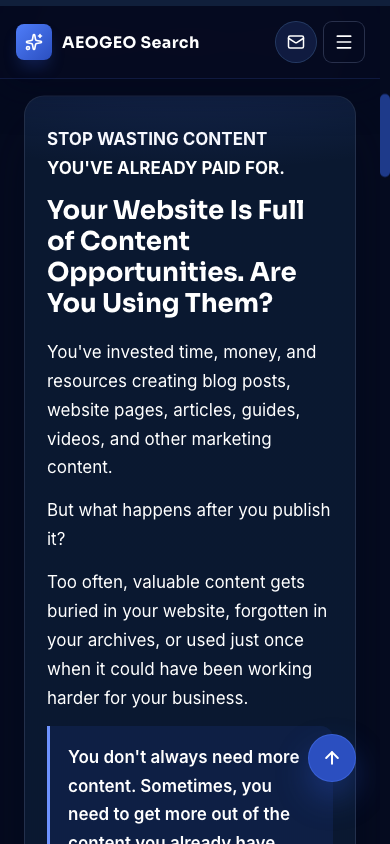 AEOGEO Search
STOP WASTING CONTENT
YOU'VE ALREADY PAID FOR.
Your Website Is Full
of Content
Opportunities. Are
You Using Them?
You've invested time, money, and
resources creating blog posts,
website pages, articles, guides,
videos, and other marketing
content.
But what happens after you publish
it?
Too often, valuable content gets
buried in your website, forgotten in
your archives, or used just once
when it could have been working
harder for your business.
You don't always need more
content. Sometimes, you
need to get more out of the
content you already have